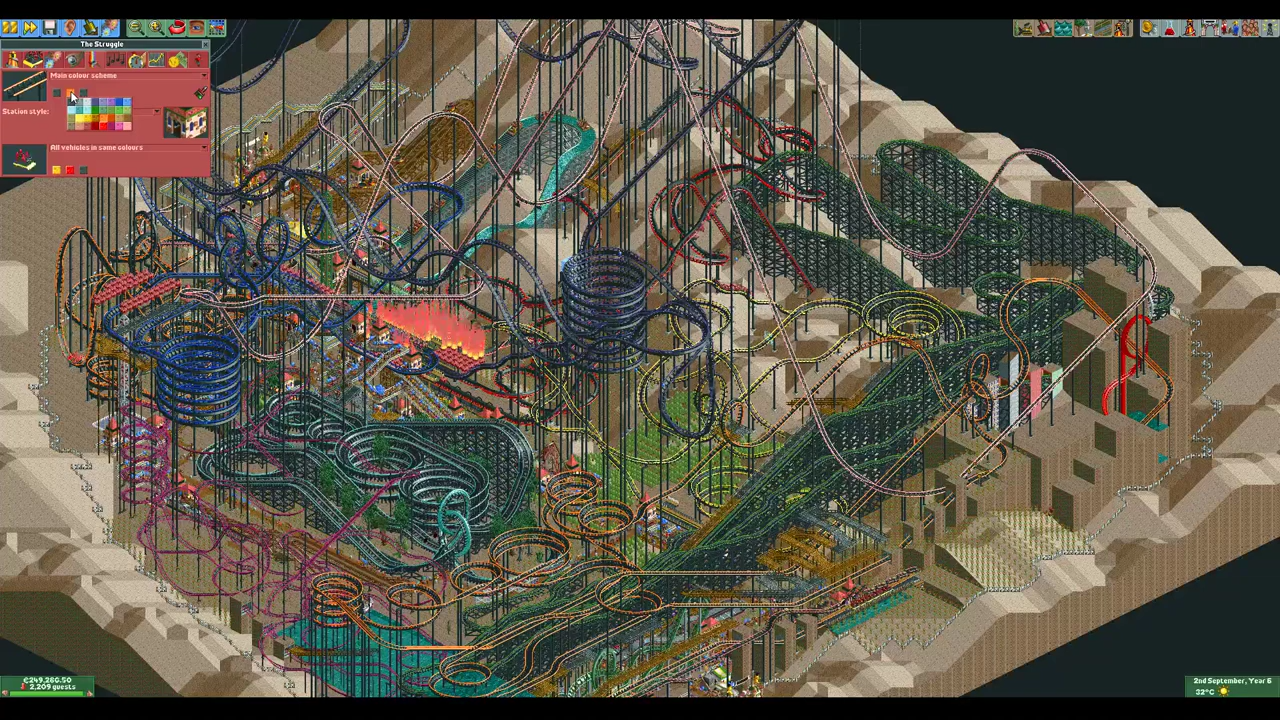 The Struggle
Main colour scheme
Station style:
All vehicles in same colours
€249,280.50
2,209 guests
2nd September, Year 6
32°C